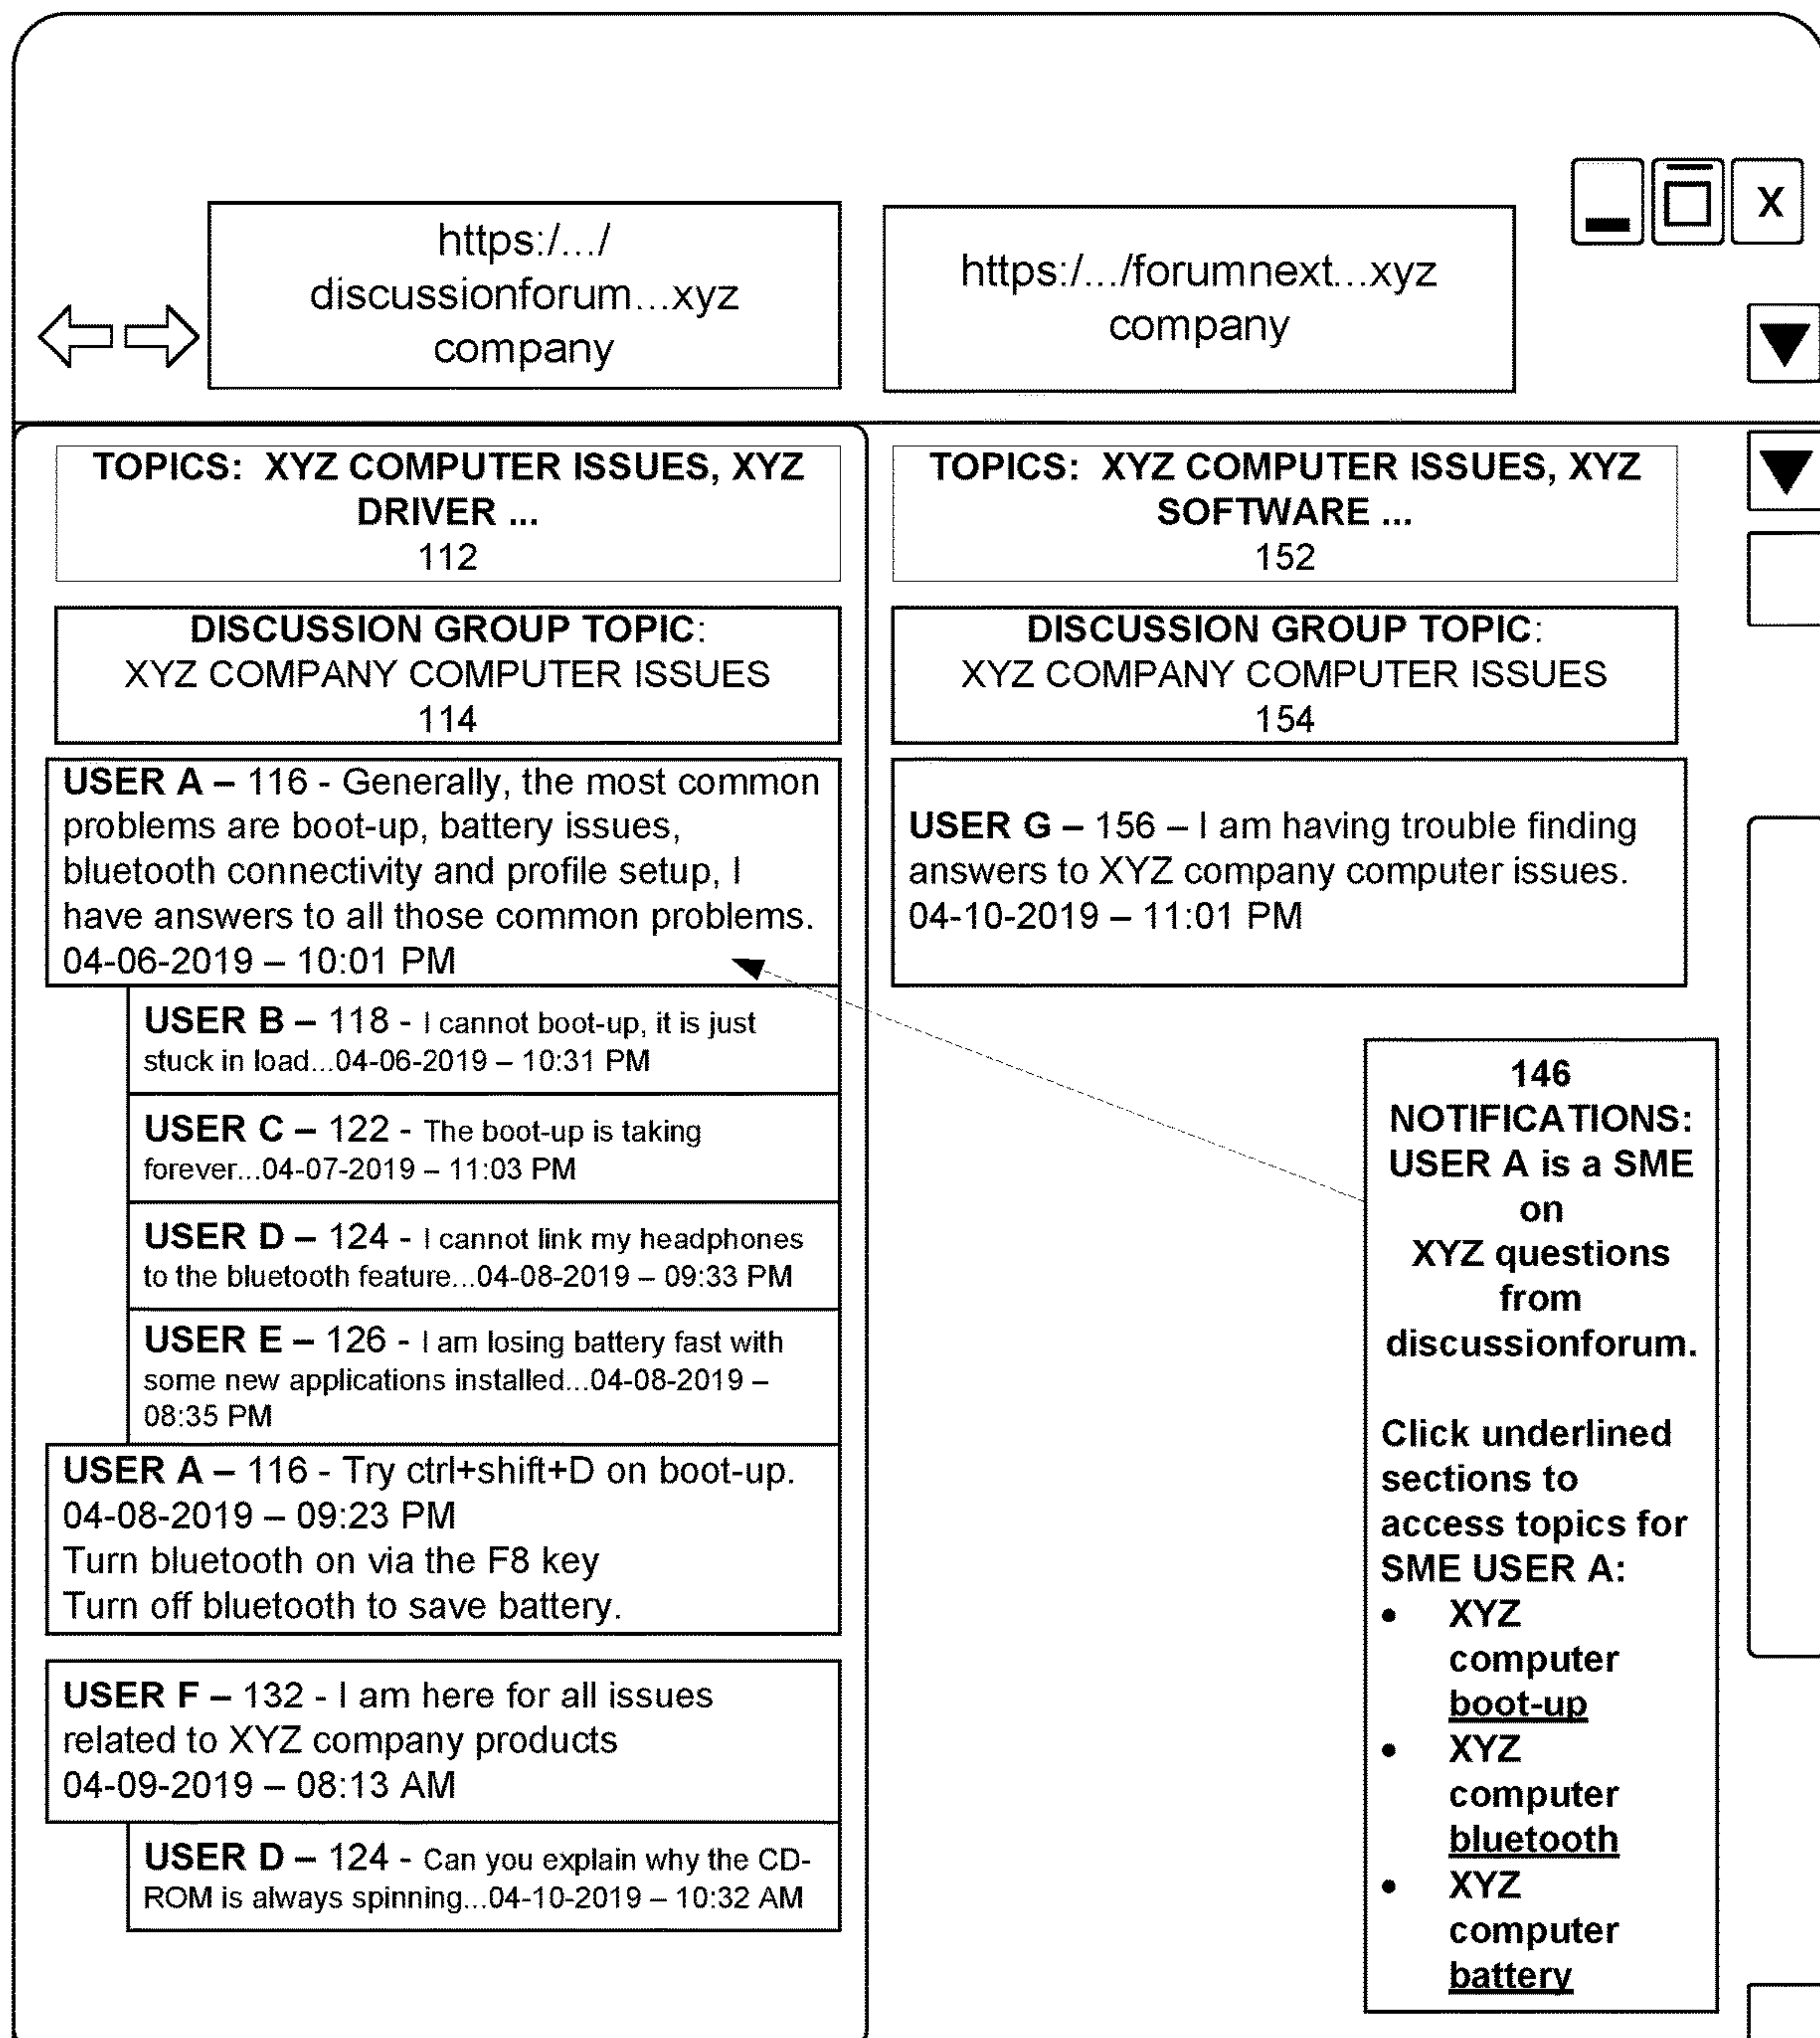 https:/.../
discussionforum...xyz
company
https:/.../forumnext...xyz
company
X
TOPICS: XYZ COMPUTER ISSUES, XYZ
DRIVER ...
112
DISCUSSION GROUP TOPIC:
XYZ COMPANY COMPUTER ISSUES
114
USER A – 116 - Generally, the most common
problems are boot-up, battery issues,
bluetooth connectivity and profile setup, I
have answers to all those common problems.
04-06-2019 – 10:01 PM
USER B – 118 - I cannot boot-up, it is just
stuck in load...04-06-2019 – 10:31 PM
USER C – 122 - The boot-up is taking
forever...04-07-2019 – 11:03 PM
USER D – 124 - I cannot link my headphones
to the bluetooth feature...04-08-2019 – 09:33 PM
USER E – 126 - I am losing battery fast with
some new applications installed...04-08-2019 –
08:35 PM
USER A – 116 - Try ctrl+shift+D on boot-up.
04-08-2019 – 09:23 PM
Turn bluetooth on via the F8 key
Turn off bluetooth to save battery.
USER F – 132 - I am here for all issues
related to XYZ company products
04-09-2019 – 08:13 AM
USER D – 124 - Can you explain why the CD-
ROM is always spinning...04-10-2019 – 10:32 AM
TOPICS: XYZ COMPUTER ISSUES, XYZ
SOFTWARE ...
152
DISCUSSION GROUP TOPIC:
XYZ COMPANY COMPUTER ISSUES
154
USER G – 156 – I am having trouble finding
answers to XYZ company computer issues.
04-10-2019 – 11:01 PM
146
NOTIFICATIONS:
USER A is a SME
on
XYZ questions
from
discussionforum.
Click underlined
sections to
access topics for
SME USER A:
• XYZ
computer
boot-up
• XYZ
computer
bluetooth
• XYZ
computer
battery